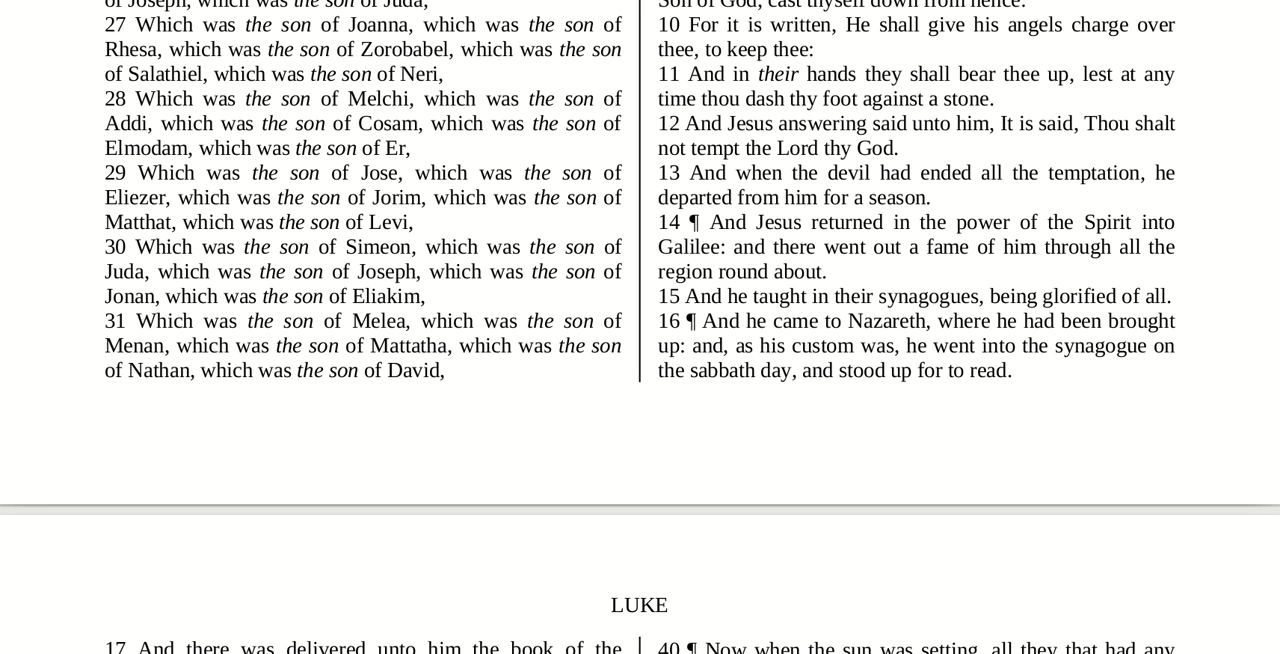 of Joseph, which was the son of Juda,
27 Which was the son of Joanna, which was the son of
Rhesa, which was the son of Zorobabel, which was the son
of Salathiel, which was the son of Neri,
28 Which was the son of Melchi, which was the son of
Addi, which was the son of Cosam, which was the son of
Elmodam, which was the son of Er,
29 Which was the son of Jose, which was the son of
Eliezer, which was the son of Jorim, which was the son of
Matthat, which was the son of Levi,
30 Which was the son of Simeon, which was the son of
Juda, which was the son of Joseph, which was the son of
Jonan, which was the son of Eliakim,
31 Which was the son of Melea, which was the son of
Menan, which was the son of Mattatha, which was the son
of Nathan, which was the son of David,
Son of God, cast thyself down from hence:
10 For it is written, He shall give his angels charge over
thee, to keep thee:
11 And in their hands they shall bear thee up, lest at any
time thou dash thy foot against a stone.
12 And Jesus answering said unto him, It is said, Thou shalt
not tempt the Lord thy God.
13 And when the devil had ended all the temptation, he
departed from him for a season.
14 ¶ And Jesus returned in the power of the Spirit into
Galilee: and there went out a fame of him through all the
region round about.
15 And he taught in their synagogues, being glorified of all.
16 ¶ And he came to Nazareth, where he had been brought
up: and, as his custom was, he went into the synagogue on
the sabbath day, and stood up for to read.
LUKE
17 And there was delivered unto him the book of the
40 ¶ Now when the sun was setting, all they that had any